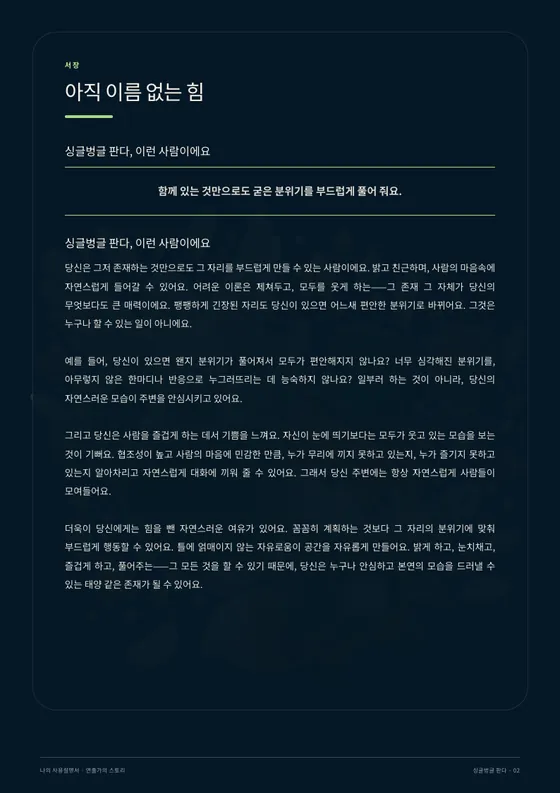 서장
아직 이름 없는 힘
싱글벙글 판다, 이런 사람이에요
함께 있는 것만으로도 굳은 분위기를 부드럽게 풀어 줘요.
싱글벙글 판다, 이런 사람이에요
당신은 그저 존재하는 것만으로도 그 자리를 부드럽게 만들 수 있는 사람이에요. 밝고 친근하며, 사람의 마음속에
자연스럽게 들어갈 수 있어요. 어려운 이론은 제쳐두고, 모두를 웃게 하는——그 존재 그 자체가 당신의
무엇보다도 큰 매력이에요. 팽팽하게 긴장된 자리도 당신이 있으면 어느새 편안한 분위기로 바뀌어요. 그것은
누구나 할 수 있는 일이 아니에요.
예를 들어, 당신이 있으면 왠지 분위기가 풀어져서 모두가 편안해지지 않나요? 너무 심각해진 분위기를,
아무렇지 않은 한마디나 반응으로 누그러뜨리는 데 능숙하지 않나요? 일부러 하는 것이 아니라, 당신의
자연스러운 모습이 주변을 안심시키고 있어요.
그리고 당신은 사람을 즐겁게 하는 데서 기쁨을 느껴요. 자신이 눈에 띄기보다는 모두가 웃고 있는 모습을 보는
것이 기뻐요. 협조성이 높고 사람의 마음에 민감한 만큼, 누가 무리에 끼지 못하고 있는지, 누가 즐기지 못하고
있는지 알아차리고 자연스럽게 대화에 끼워 줄 수 있어요. 그래서 당신 주변에는 항상 자연스럽게 사람들이
모여들어요.
더욱이 당신에게는 힘을 뺀 자연스러운 여유가 있어요. 꼼꼼히 계획하는 것보다 그 자리의 분위기에 맞춰
부드럽게 행동할 수 있어요. 틀에 얽매이지 않는 자유로움이 공간을 자유롭게 만들어요. 밝게 하고, 눈치채고,
즐겁게 하고, 풀어주는——그 모든 것을 할 수 있기 때문에, 당신은 누구나 안심하고 본연의 모습을 드러낼 수
있는 태양 같은 존재가 될 수 있어요.
나의 사용설명서 · 연출가의 스토리
싱글벙글 판다 · 02